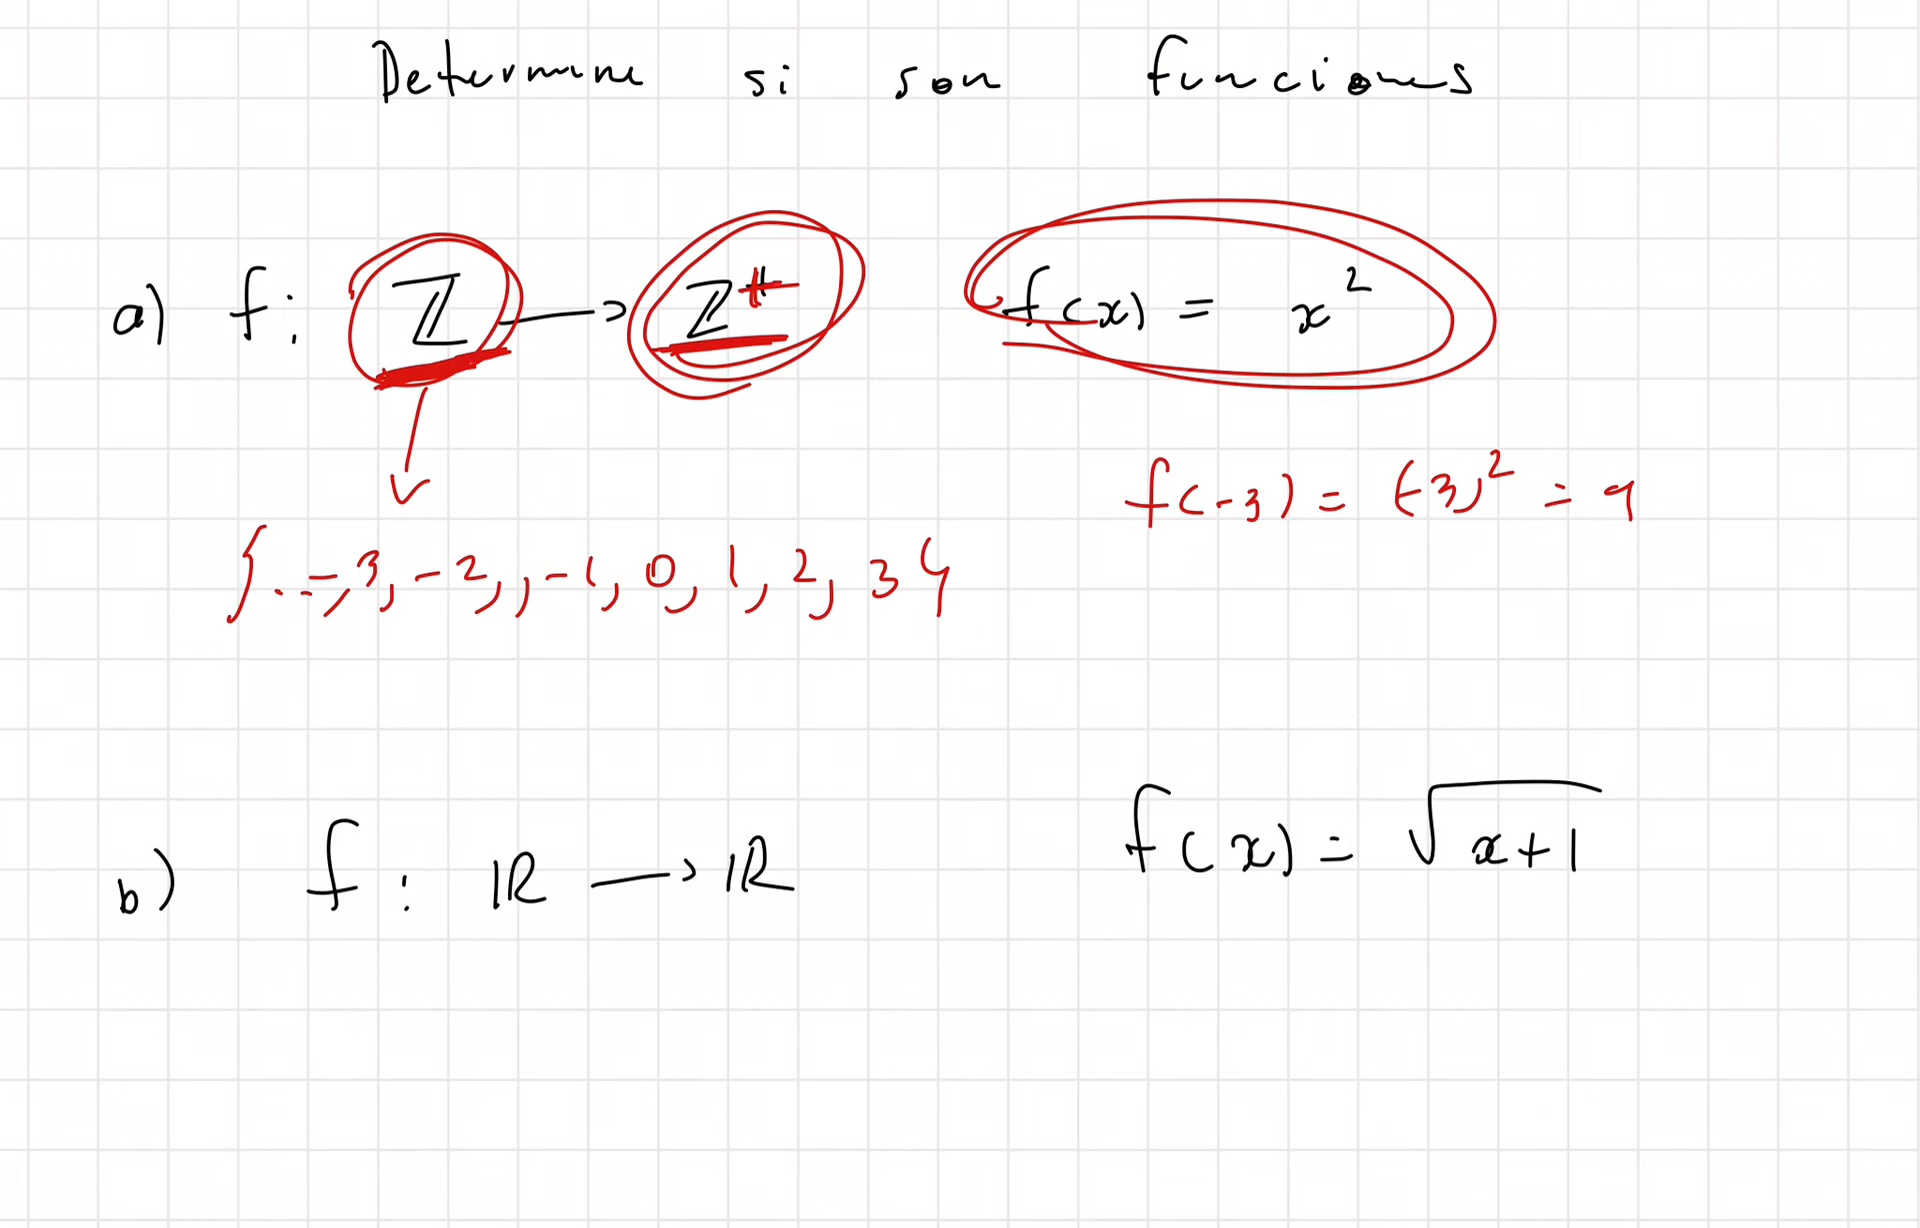 Determine si son funciones
a) f: ℤ → ℤ⁺ f(x) = x²
f(-3) = (-3)² = 9
{..-, 3, -2,, -1, 0, 1, 2, 3}
b) f: ℝ → ℝ f(x) = √(x+1)